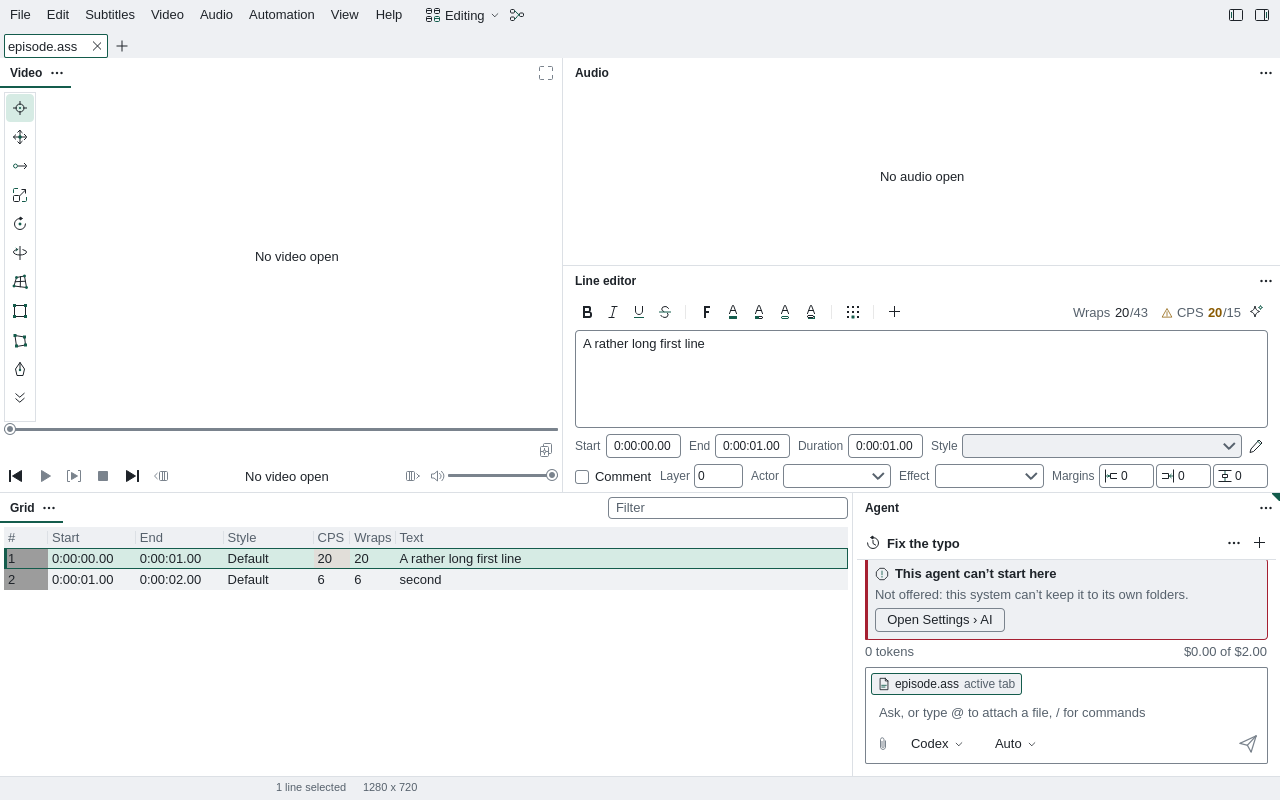 File Edit Subtitles Video Audio Automation View Help Editing
episode.ass
Video
No video open
No video open
Audio
No audio open
Line editor
B I U S F A A A A Wraps 20/43 CPS 20/15
A rather long first line
Start 0:00:00.00 End 0:00:01.00 Duration 0:00:01.00 Style
Comment Layer 0 Actor Effect Margins 0 0 0
Grid
Filter
# Start End Style CPS Wraps Text
1 0:00:00.00 0:00:01.00 Default 20 20 A rather long first line
2 0:00:01.00 0:00:02.00 Default 6 6 second
Agent
Fix the typo
This agent can’t start here
Not offered: this system can’t keep it to its own folders.
Open Settings › AI
0 tokens $0.00 of $2.00
episode.ass active tab
Ask, or type @ to attach a file, / for commands
Codex Auto
1 line selected 1280 x 720